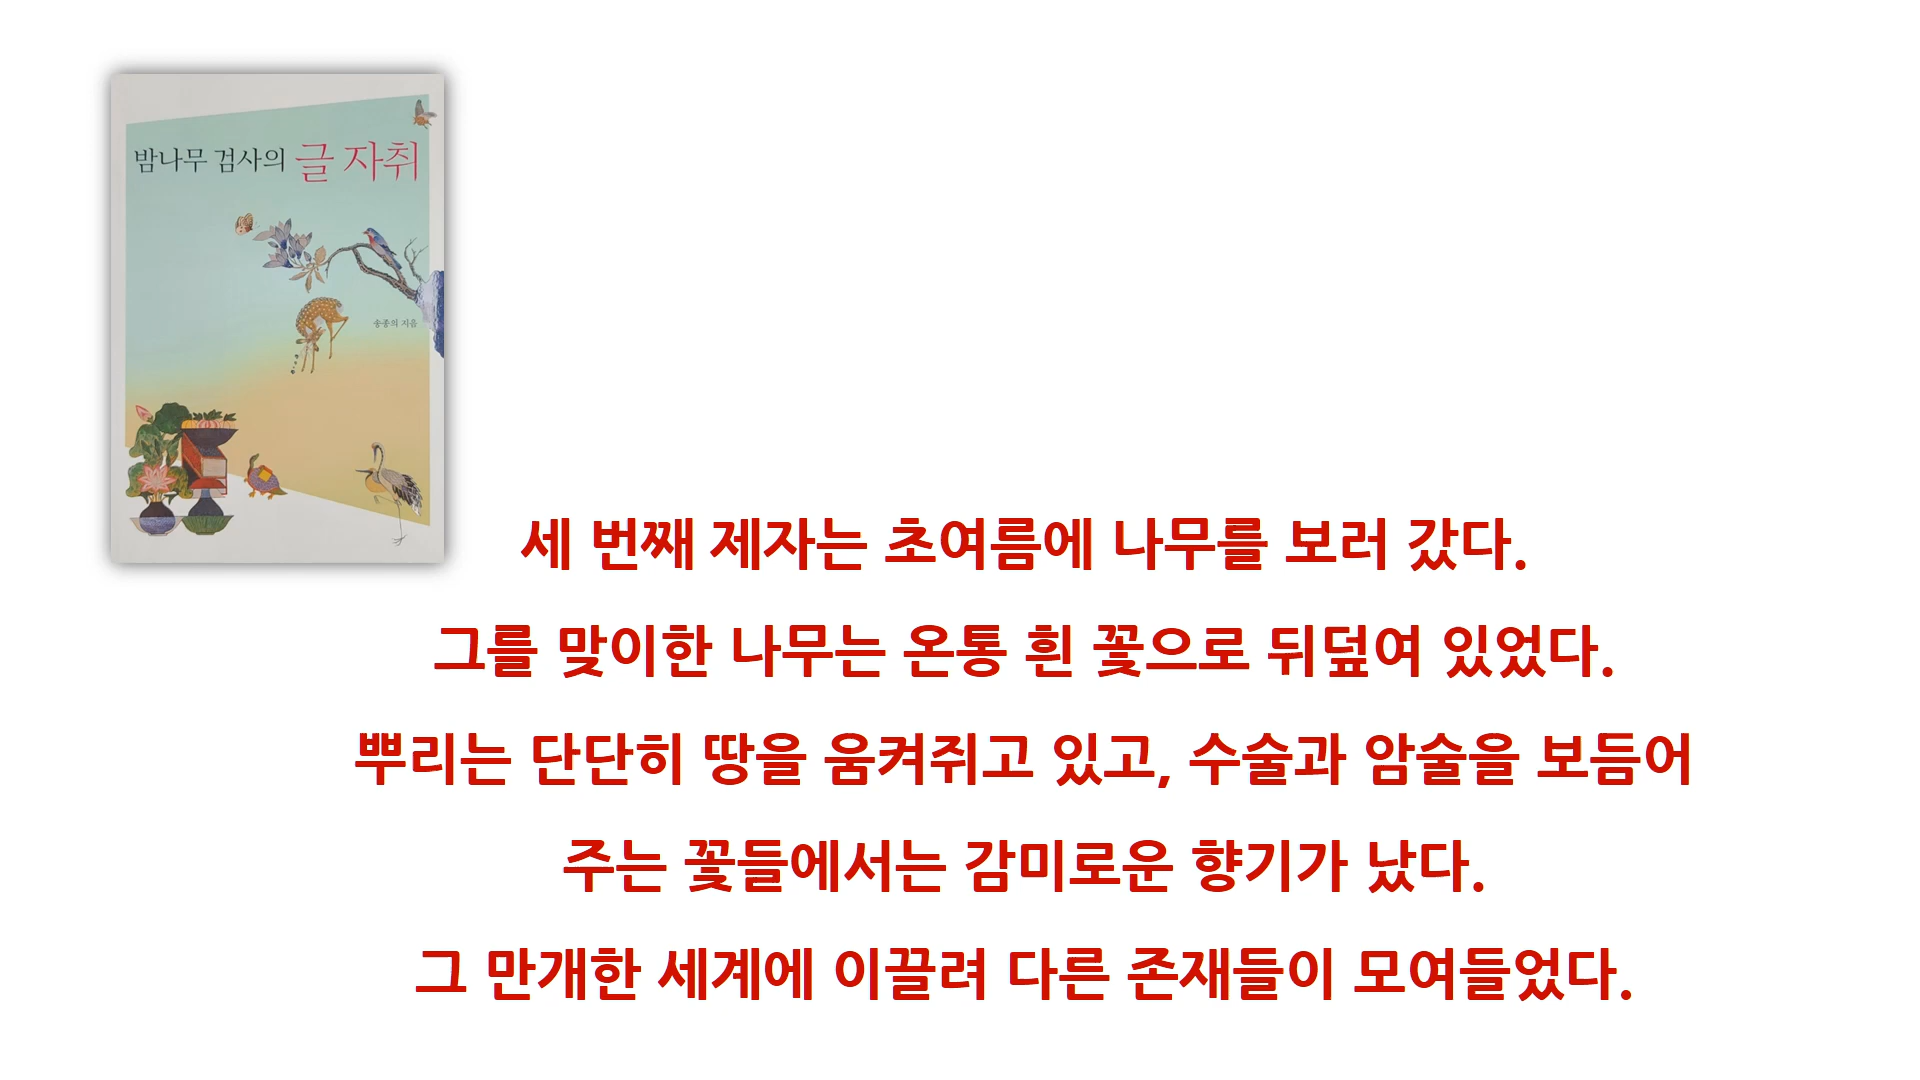 밤나무 검사의 글 자취
송종의 지음
세 번째 제자는 초여름에 나무를 보러 갔다.
그를 맞이한 나무는 온통 흰 꽃으로 뒤덮여 있었다.
뿌리는 단단히 땅을 움켜쥐고 있고, 수술과 암술을 보듬어
주는 꽃들에서는 감미로운 향기가 났다.
그 만개한 세계에 이끌려 다른 존재들이 모여들었다.